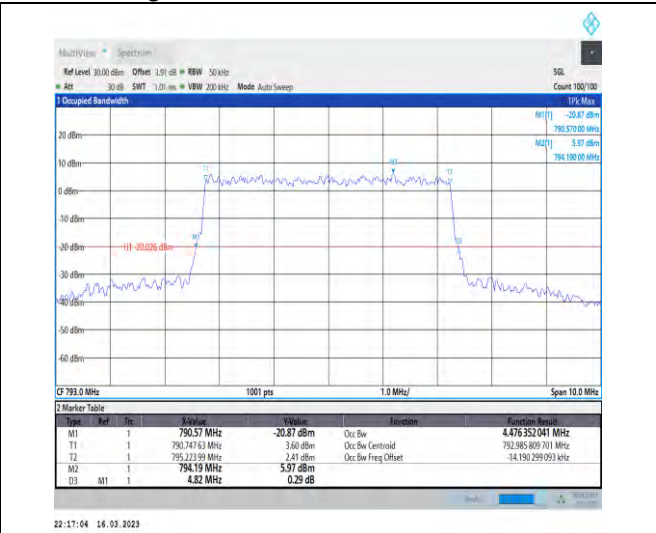 MultiView Spectrum
Ref Level 30.00 dBm Offset 3.91 dB RBW 50 kHz SGL
Att 30 dB SWT 1.01 ms VBW 200 kHz Mode Auto Sweep Count 100/100
1 Occupied Bandwidth 1Pk Max
M1[1] -20.87 dBm
790.570 00 MHz
M2[1] 5.97 dBm
794.190 00 MHz
20 dBm
10 dBm
T1 M2 T2
0 dBm
-10 dBm
M1 D3
-20 dBm H1 -20.026 dBm
-30 dBm
-40 dBm
-50 dBm
-60 dBm
CF 793.0 MHz 1001 pts 1.0 MHz/ Span 10.0 MHz
2 Marker Table
Type Ref Trc X-Value Y-Value Function Function Result
M1 1 790.57 MHz -20.87 dBm Occ Bw 4.476 352 041 MHz
T1 1 790.747 63 MHz 3.60 dBm Occ Bw Centroid 792.985 809 701 MHz
T2 1 795.223 99 MHz 2.41 dBm Occ Bw Freq Offset -14.190 299 093 kHz
M2 1 794.19 MHz 5.97 dBm
D3 M1 1 4.82 MHz 0.29 dB
22:17:04 16.03.2023